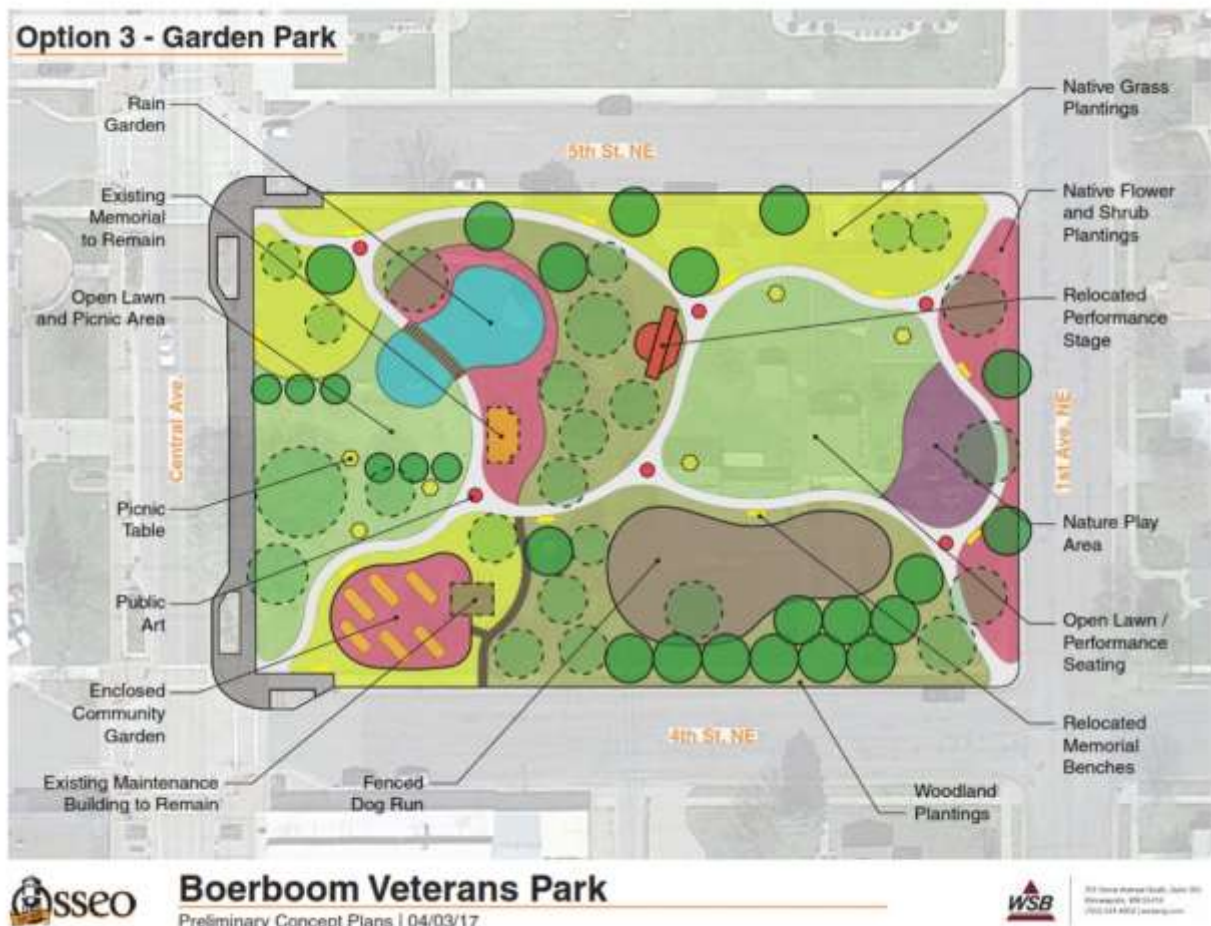 Option 3 - Garden Park
Rain
Garden
Existing
Memorial
to Remain
Open Lawn
and Picnic Area
Picnic
Table
Public
Art
Enclosed
Community
Garden
Existing Maintenance
Building to Remain
Fenced
Dog Run
5th St. NE
Central Ave.
4th St. NE
1st Ave. NE
Native Grass
Plantings
Native Flower
and Shrub
Plantings
Relocated
Performance
Stage
Nature Play
Area
Open Lawn /
Performance
Seating
Relocated
Memorial
Benches
Woodland
Plantings
Osseo
Boerboom Veterans Park
Preliminary Concept Plans | 04/03/17
WSB